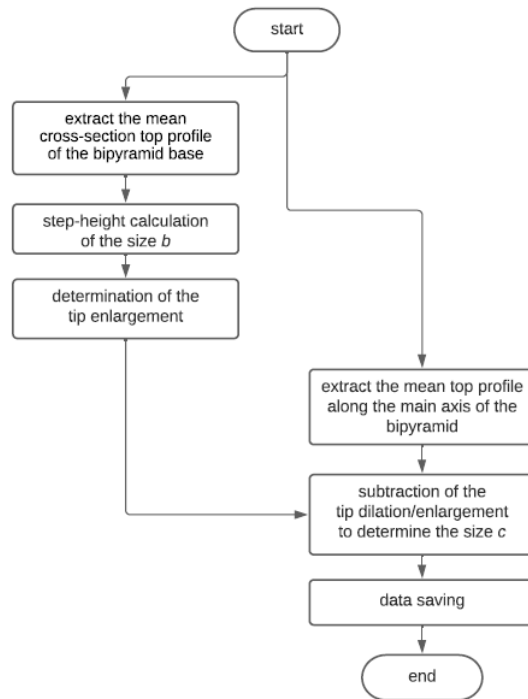 start
extract the mean
cross-section top profile
of the bipyramid base
step-height calculation
of the size b
determination of the
tip enlargement
extract the mean top profile
along the main axis of the
bipyramid
subtraction of the
tip dilation/enlargement
to determine the size c
data saving
end